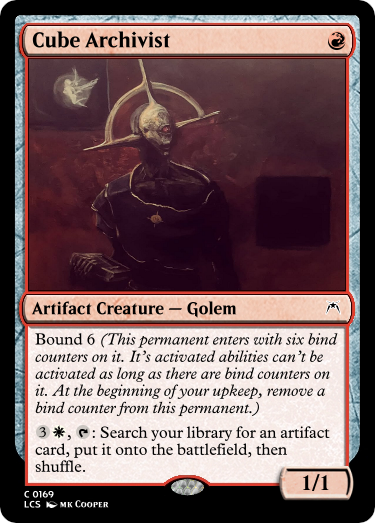 Cube Archivist
Artifact Creature — Golem
Bound 6 (This permanent enters with six bind
counters on it. It's activated abilities can't be
activated as long as there are bind counters
on it. At the beginning of your upkeep, remove a
bind counter from this permanent.)
3 , : Search your library for an artifact
card, put it onto the battlefield, then
shuffle.
1/1
C 0169
LCS MK COOPER